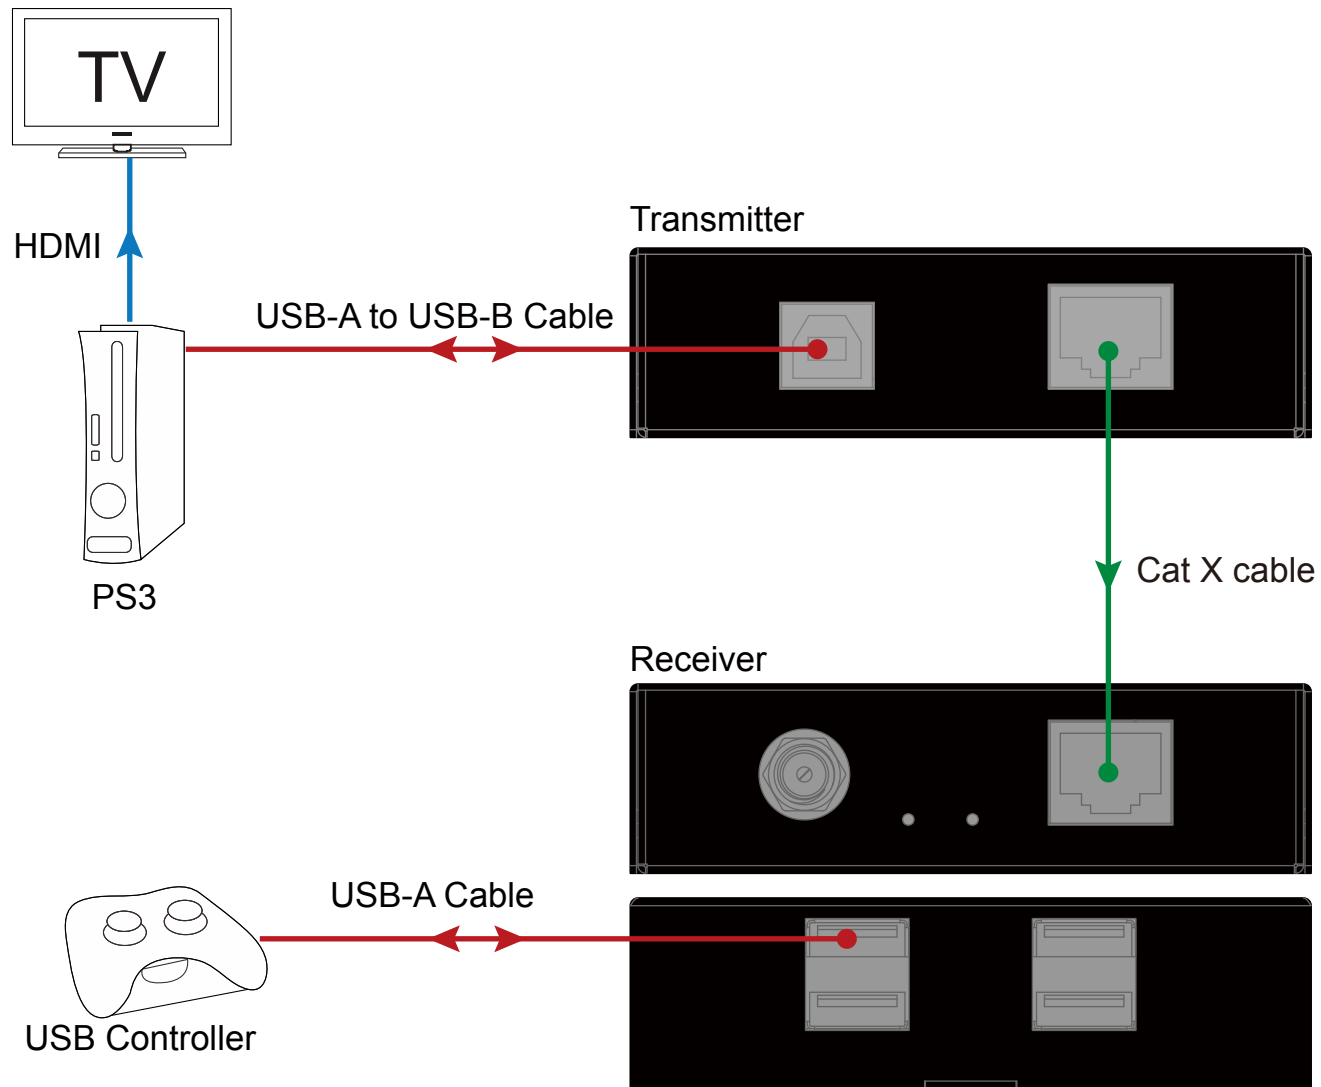 TV
HDMI
Transmitter
USB-A to USB-B Cable
PS3
Cat X cable
Receiver
USB-A Cable
USB Controller